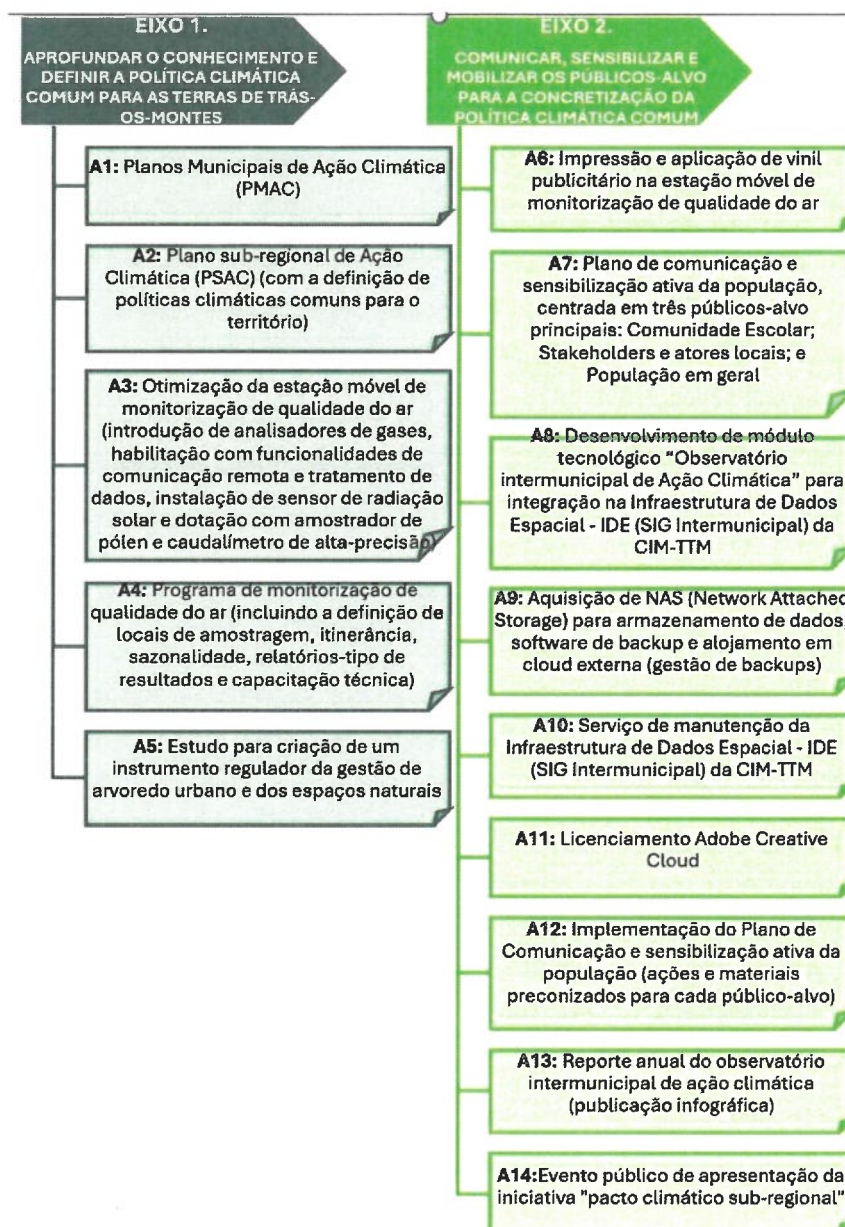 EIXO 1.
APROFUNDAR O CONHECIMENTO E
DEFINIR A POLÍTICA CLIMÁTICA
COMUM PARA AS TERRAS DE TRÁS-
OS-MONTES
A1: Planos Municipais de Ação Climática
(PMAC)
A2: Plano sub-regional de Ação
Climática (PSAC) (com a definição de
políticas climáticas comuns para o
território)
A3: Otimização da estação móvel de
monitorização de qualidade do ar
(introdução de analisadores de gases,
habilitação com funcionalidades de
comunicação remota e tratamento de
dados, instalação de sensor de radiação
solar e dotação com amostrador de
pólen e caudalímetro de alta-precisão)
A4: Programa de monitorização de
qualidade do ar (incluindo a definição de
locais de amostragem, itinerância,
sazonalidade, relatórios-tipo de
resultados e capacitação técnica)
A5: Estudo para criação de um
instrumento regulador da gestão de
arvoredo urbano e dos espaços naturais
EIXO 2.
COMUNICAR, SENSIBILIZAR E
MOBILIZAR OS PÚBLICOS-ALVO
PARA A CONCRETIZAÇÃO DA
POLÍTICA CLIMÁTICA COMUM
A6: Impressão e aplicação de vinil
publicitário na estação móvel de
monitorização de qualidade do ar
A7: Plano de comunicação e
sensibilização ativa da população,
centrada em três públicos-alvo
principais: Comunidade Escolar;
Stakeholders e atores locais; e
População em geral
A8: Desenvolvimento de módulo
tecnológico "Observatório
intermunicipal de Ação Climática" para
integração na Infraestrutura de Dados
Espacial - IDE (SIG Intermunicipal) da
CIM-TTM
A9: Aquisição de NAS (Network Attached
Storage) para armazenamento de dados,
software de backup e alojamento em
cloud externa (gestão de backups)
A10: Serviço de manutenção da
Infraestrutura de Dados Espacial - IDE
(SIG Intermunicipal) da CIM-TTM
A11: Licenciamento Adobe Creative
Cloud
A12: Implementação do Plano de
Comunicação e sensibilização ativa da
população (ações e materiais
preconizados para cada público-alvo)
A13: Reporte anual do observatório
intermunicipal de ação climática
(publicação infográfica)
A14:Evento público de apresentação da
iniciativa "pacto climático sub-regional"